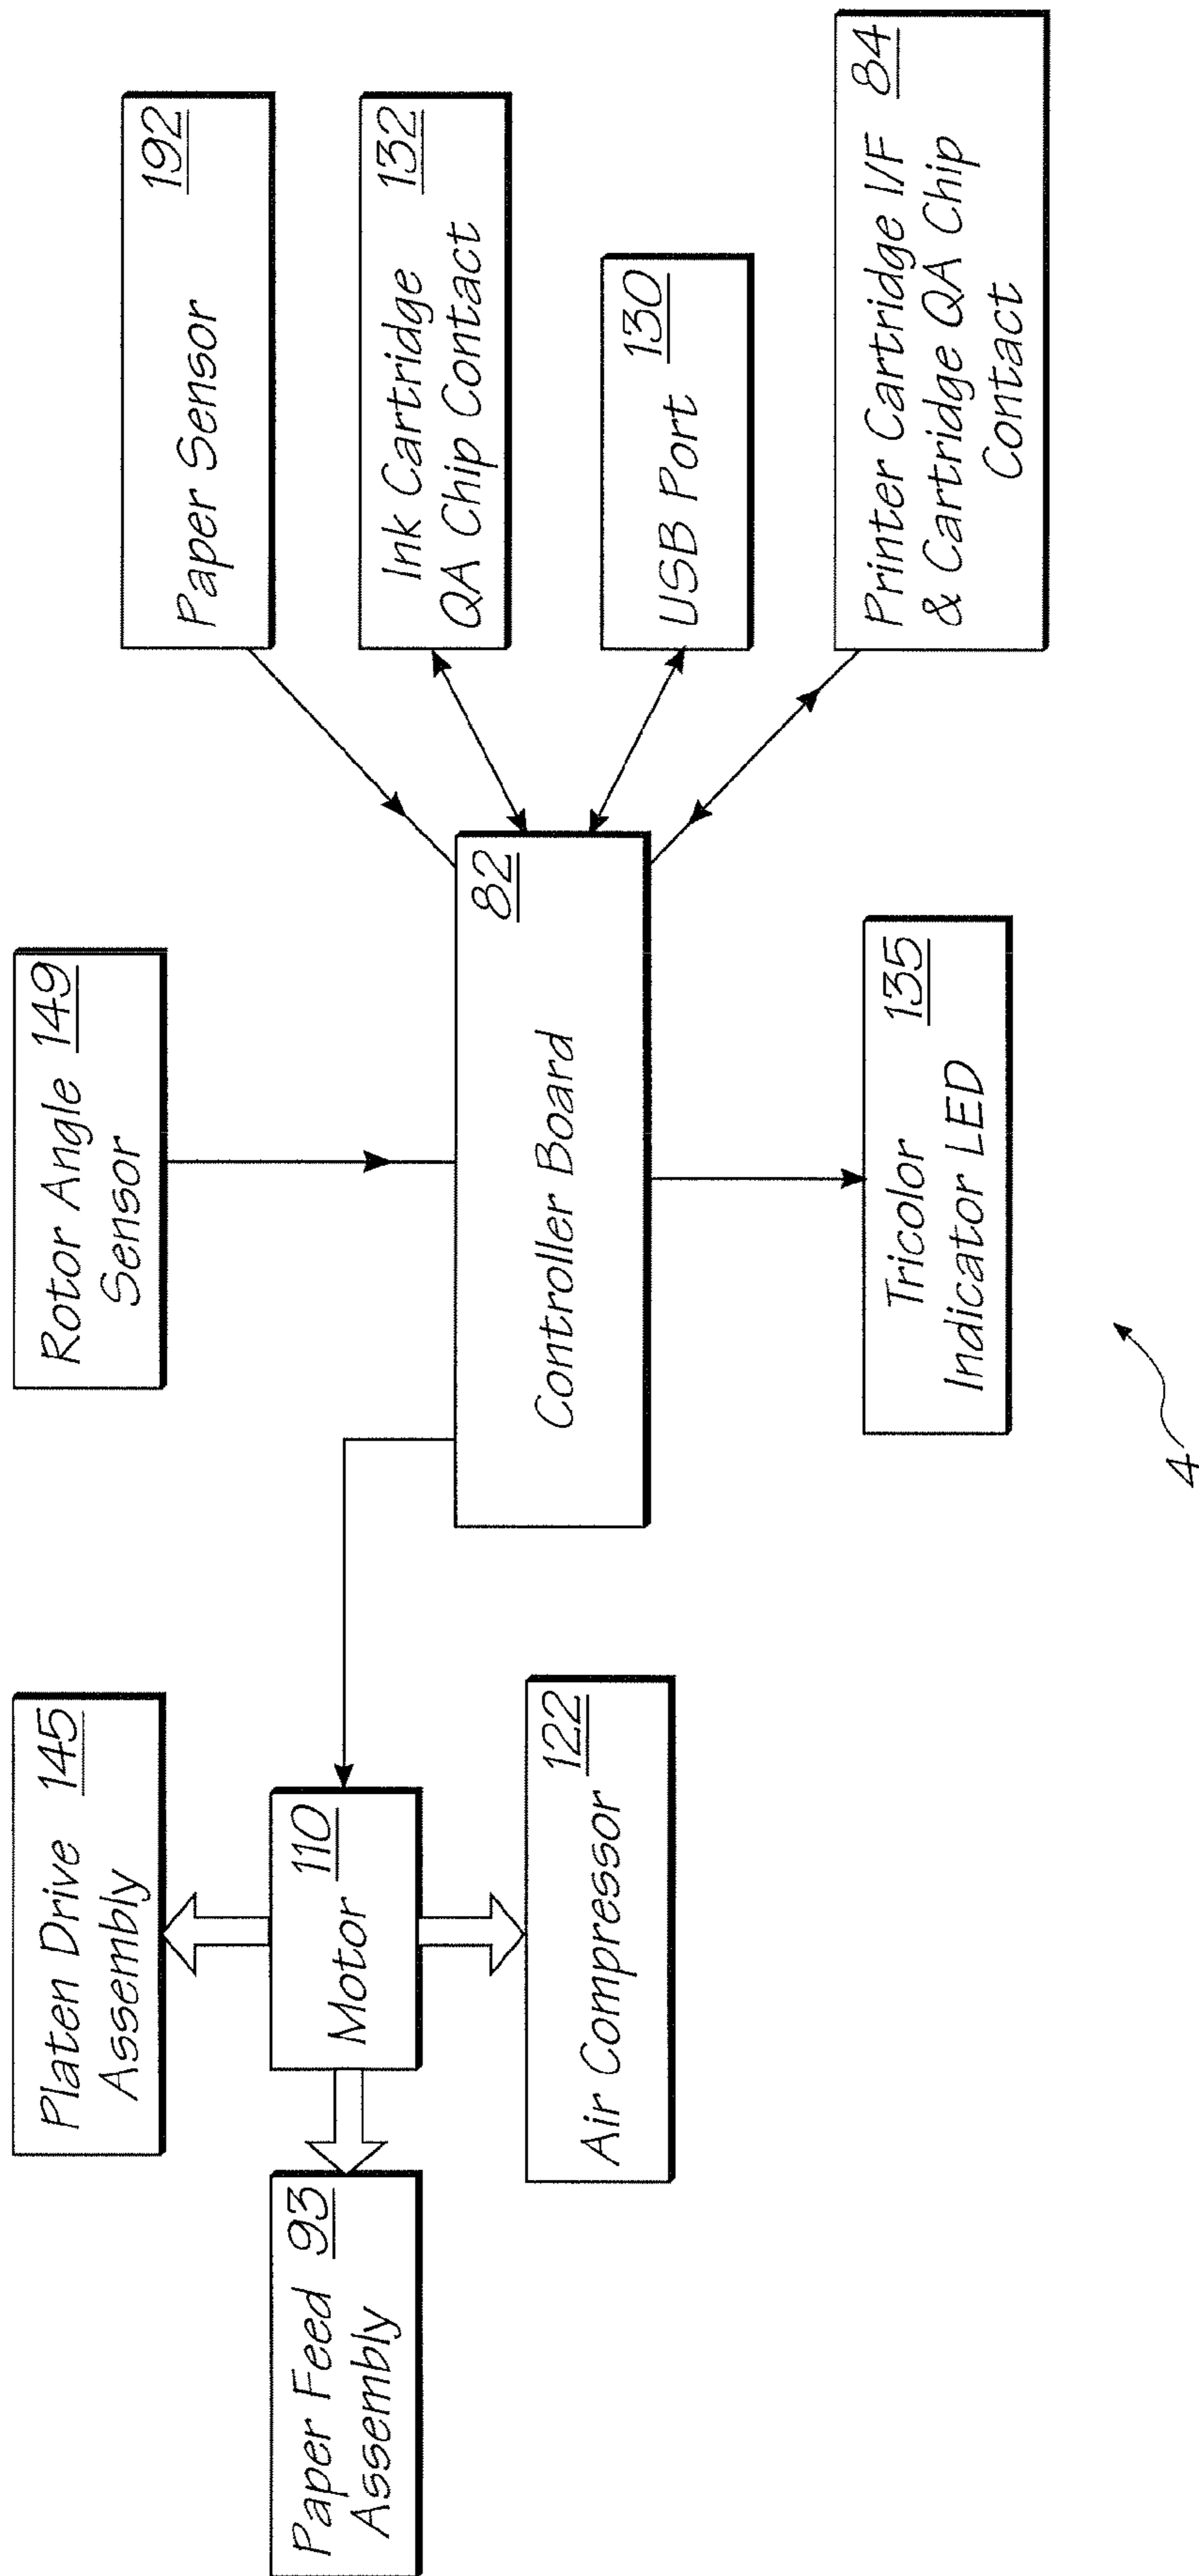 Platen Drive 145
Assembly
Rotor Angle 149
Sensor
Paper Sensor
192
Paper Feed 93
Assembly
Motor
110
Air Compressor 122
Controller Board
82
Ink Cartridge 132
QA Chip Contact
USB Port 130
Tricolor 135
Indicator LED
Printer Cartridge I/F 84
& Cartridge QA Chip
Contact
4